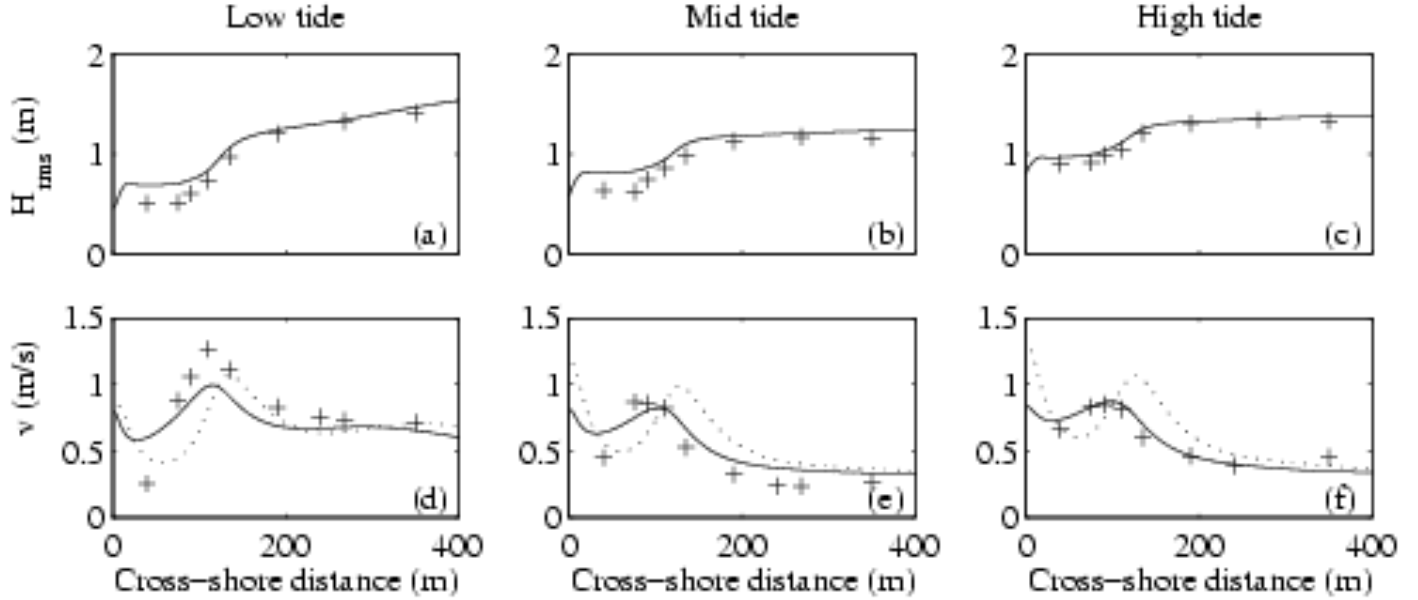 Low tide Mid tide High tide
2 2 2
H_rms (m) 1 1 1
(a) (b) (c)
0 0 0
1.5 1.5 1.5
1 1 1
v (m/s)
0.5 0.5 0.5
(d) (e) (f)
0 0 0
0 200 400 0 200 400 0 200 400
Cross-shore distance (m) Cross-shore distance (m) Cross-shore distance (m)